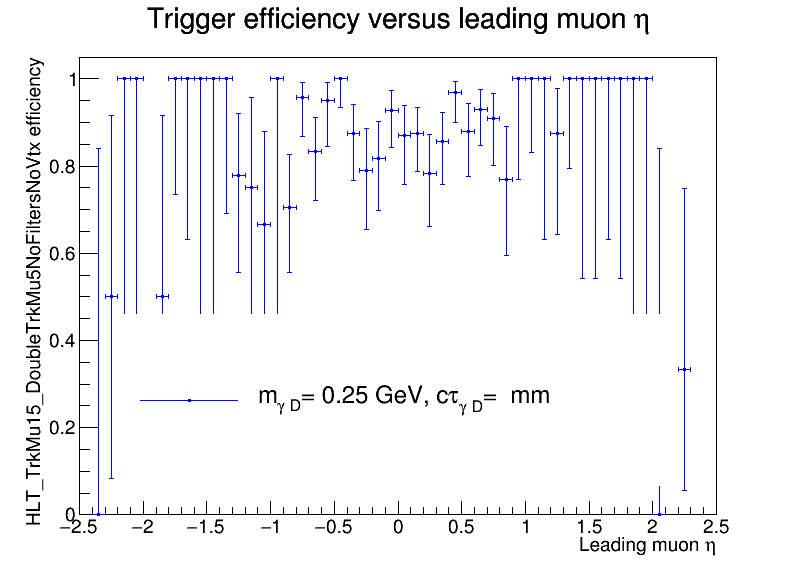 Trigger efficiency versus leading muon η
HLT_TrkMu15_DoubleTrkMu5NoFiltersNoVtx efficiency
1
0.8
0.6
0.4
0.2
0
m_γ D= 0.25 GeV, cτ_γ D= mm
−2.5 −2 −1.5 −1 −0.5 0 0.5 1 1.5 2 2.5
Leading muon η